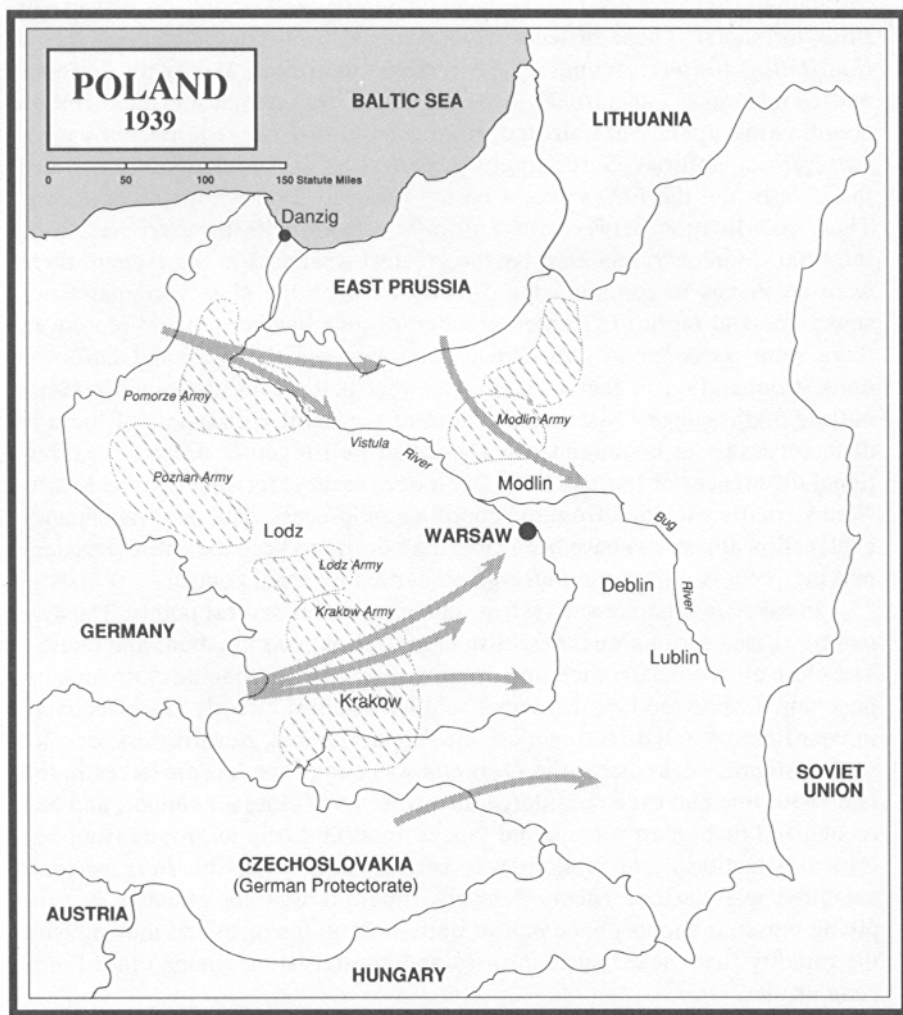 POLAND
1939
BALTIC SEA
LITHUANIA
0 50 100 150 Statute Miles
Danzig
EAST PRUSSIA
Pomorze Army
Modlin Army
Vistula
River
Poznan Army
Modlin
Bug
River
Lodz
WARSAW
Lodz Army
Deblin
Krakow Army
GERMANY
Lublin
Krakow
SOVIET
UNION
CZECHOSLOVAKIA
(German Protectorate)
AUSTRIA
HUNGARY